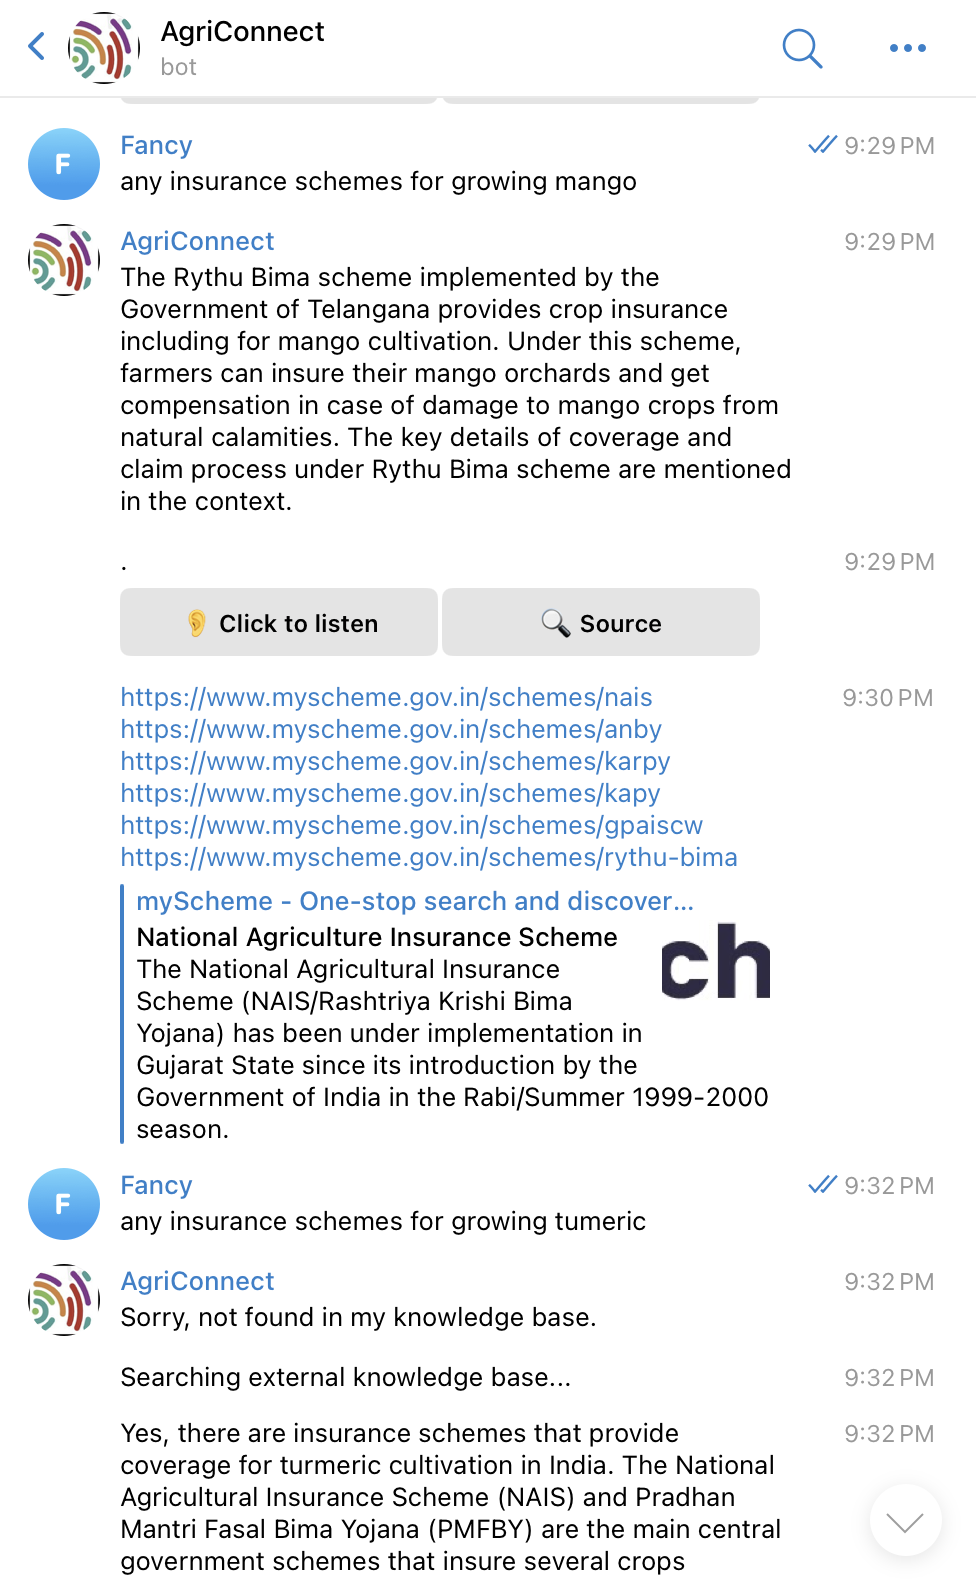 AgriConnect
bot
Fancy
9:29 PM
any insurance schemes for growing mango
AgriConnect
9:29 PM
The Rythu Bima scheme implemented by the
Government of Telangana provides crop insurance
including for mango cultivation. Under this scheme,
farmers can insure their mango orchards and get
compensation in case of damage to mango crops from
natural calamities. The key details of coverage and
claim process under Rythu Bima scheme are mentioned
in the context.
.
9:29 PM
Click to listen
Source
https://www.myscheme.gov.in/schemes/nais
9:30 PM
https://www.myscheme.gov.in/schemes/anby
https://www.myscheme.gov.in/schemes/karpy
https://www.myscheme.gov.in/schemes/kapy
https://www.myscheme.gov.in/schemes/gpaiscw
https://www.myscheme.gov.in/schemes/rythu-bima
myScheme - One-stop search and discover...
National Agriculture Insurance Scheme
The National Agricultural Insurance
Scheme (NAIS/Rashtriya Krishi Bima
Yojana) has been under implementation in
Gujarat State since its introduction by the
Government of India in the Rabi/Summer 1999-2000
season.
ch
F
Fancy
9:32 PM
any insurance schemes for growing tumeric
F
AgriConnect
9:32 PM
Sorry, not found in my knowledge base.
Searching external knowledge base...
9:32 PM
Yes, there are insurance schemes that provide
9:32 PM
coverage for turmeric cultivation in India. The National
Agricultural Insurance Scheme (NAIS) and Pradhan
Mantri Fasal Bima Yojana (PMFBY) are the main central
government schemes that insure several crops